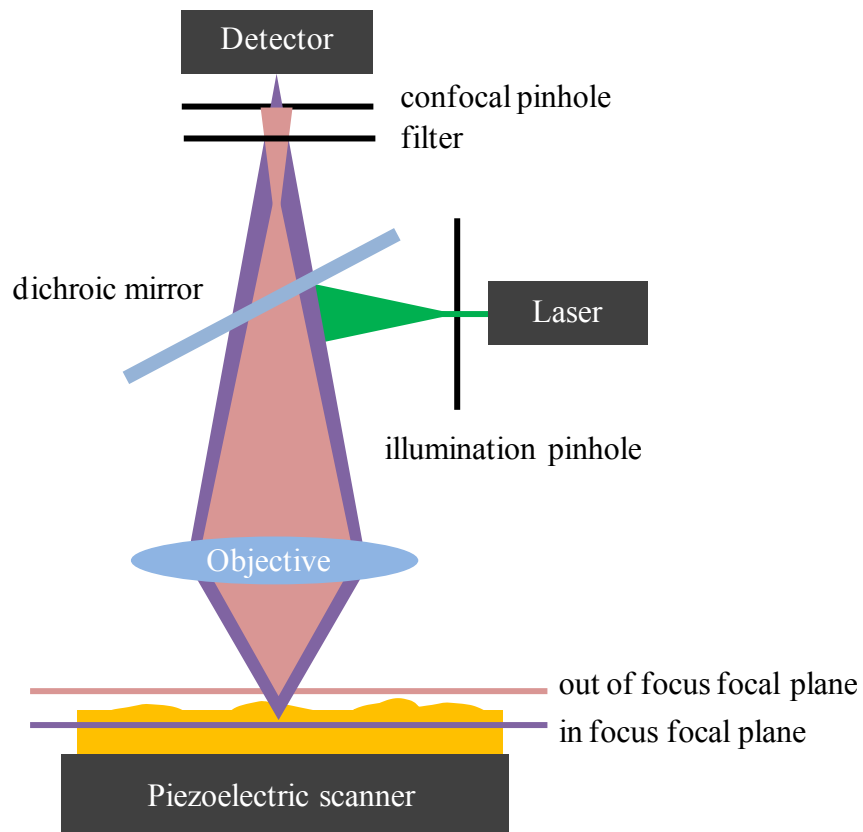 Detector
confocal pinhole
filter
dichroic mirror
Laser
illumination pinhole
Objective
out of focus focal plane
in focus focal plane
Piezoelectric scanner